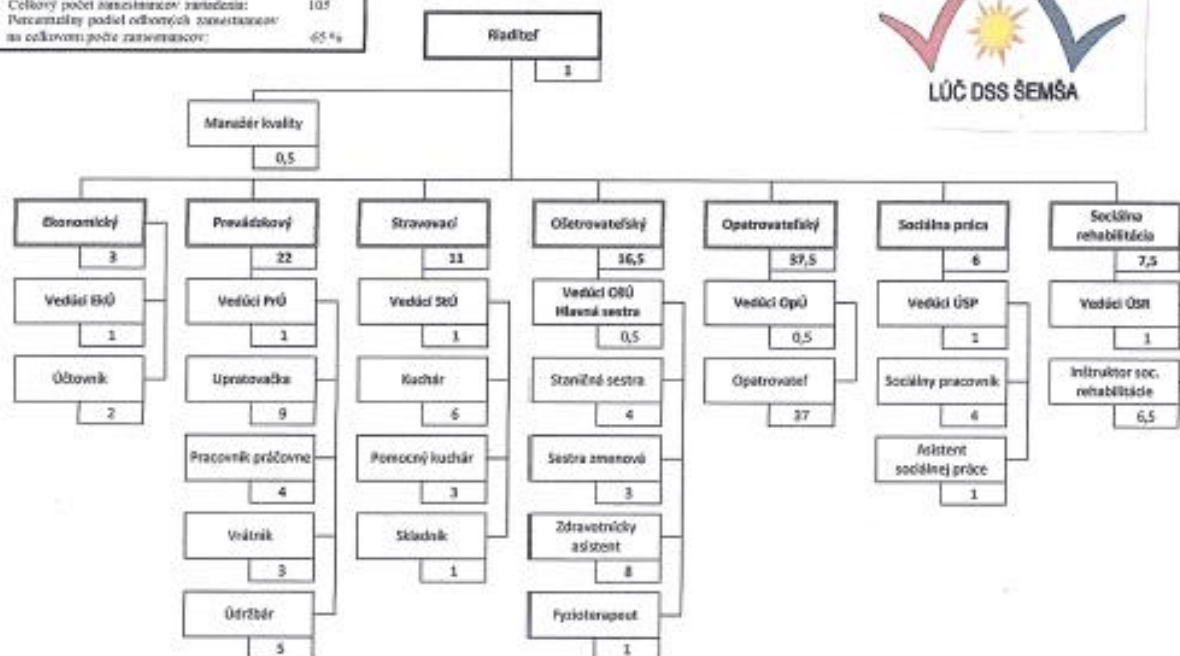 Celkový počet zamestnancov zariadenia: 105
Percentuálny podiel odborných zamestnancov
na celkovom počte zamestnancov: 65 %
Riaditeľ
1
LÚČ DSS ŠEMŠA
Manažér kvality
0,5
Ekonomický
3
Vedúci EkÚ
1
Účtovník
2
Prevádzkový
22
Vedúci PrÚ
1
Upratovačka
9
Pracovník práčovne
4
Vrátnik
3
Údržbár
5
Stravovací
11
Vedúci StÚ
1
Kuchár
6
Pomocný kuchár
3
Skladník
1
Ošetrovateľský
16,5
Vedúci OšÚ
Hlavná sestra
0,5
Staničná sestra
4
Sestra zmenová
3
Zdravotnícky
asistent
8
Fyzioterapeut
1
Opatrovateľský
37,5
Vedúci OpÚ
0,5
Opatrovateľ
37
Sociálna práca
6
Vedúci ÚSP
1
Sociálny pracovník
4
Asistent
sociálnej práce
1
Sociálna
rehabilitácia
7,5
Vedúci ÚSR
1
Inštruktor soc.
rehabilitácie
6,5